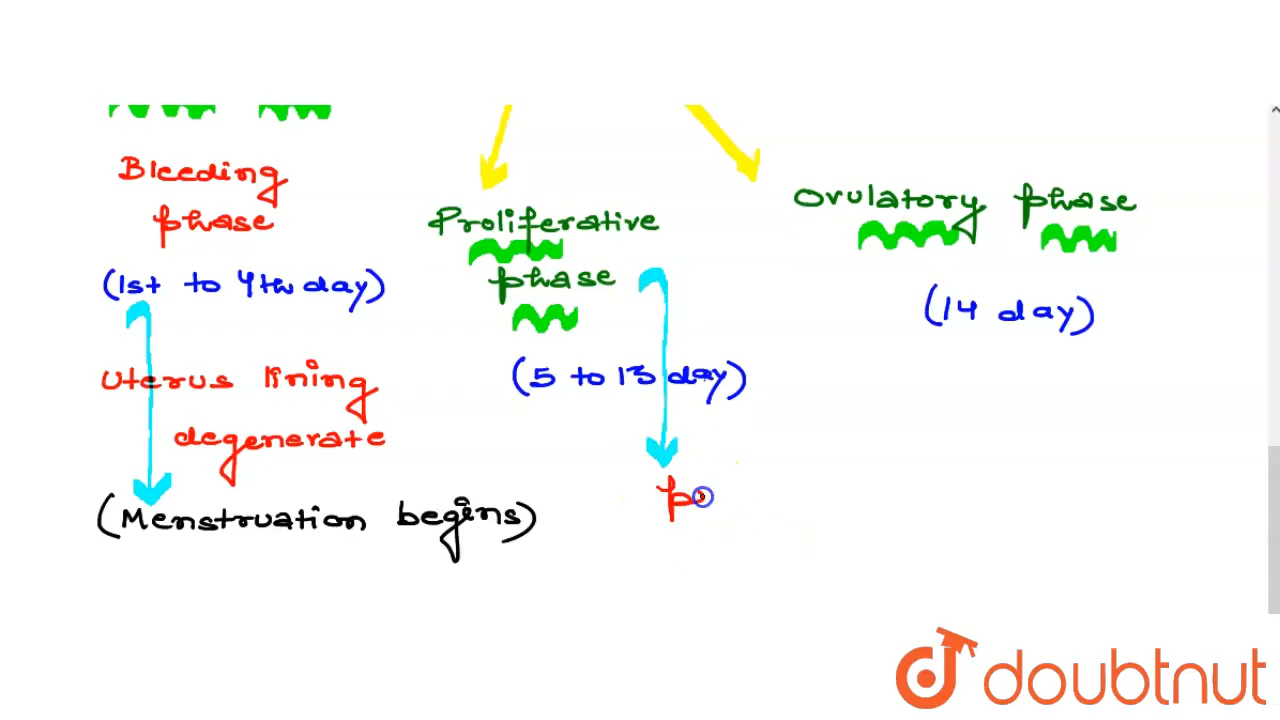 Bleeding
phase
(1st to 4th day)
Uterus lining
degenerate
(Menstruation begins)
Proliferative
phase
(5 to 13 day)
Ovulatory phase
(14 day)
doubtnut